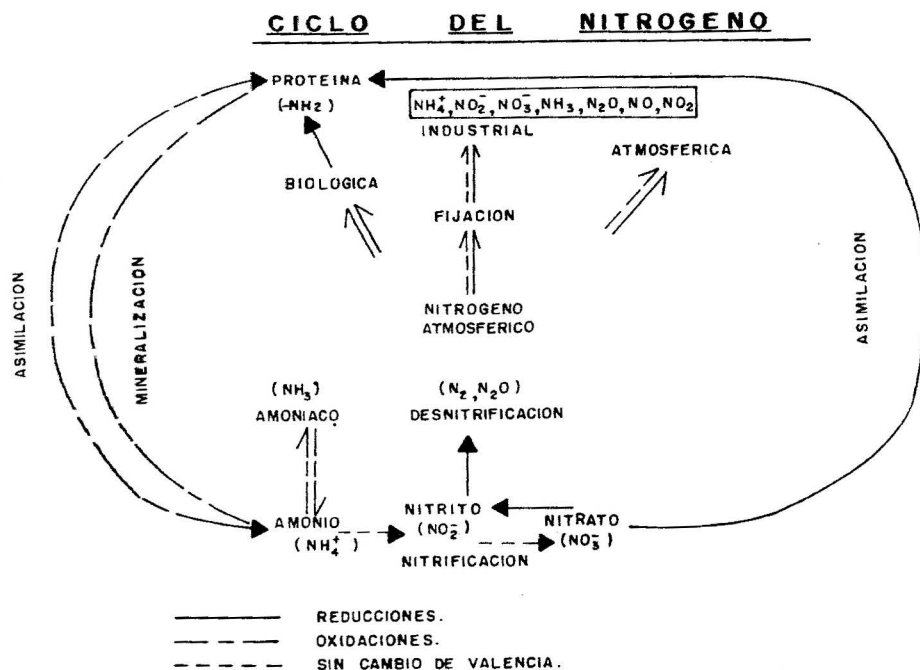 CICLO DEL NITROGENO
PROTEINA
(-NH2)
NH₄⁺, NO₂⁻, NO₃⁻, NH₃, N₂O, NO, NO₂
INDUSTRIAL
ATMOSFERICA
BIOLOGICA
FIJACION
NITROGENO
ATMOSFERICO
ASIMILACION
MINERALIZACION
ASIMILACION
(NH₃)
AMONIACO
(N₂,N₂O)
DESNITRIFICACION
AMONIO
(NH₄⁺)
NITRITO
(NO₂⁻)
NITRATO
(NO₃⁻)
NITRIFICACION
REDUCCIONES.
OXIDACIONES.
SIN CAMBIO DE VALENCIA.